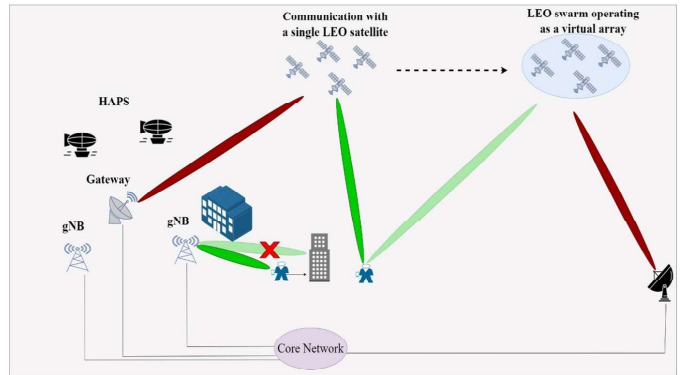 Communication with
a single LEO satellite
LEO swarm operating
as a virtual array
HAPS
Gateway
gNB
gNB
Core Network